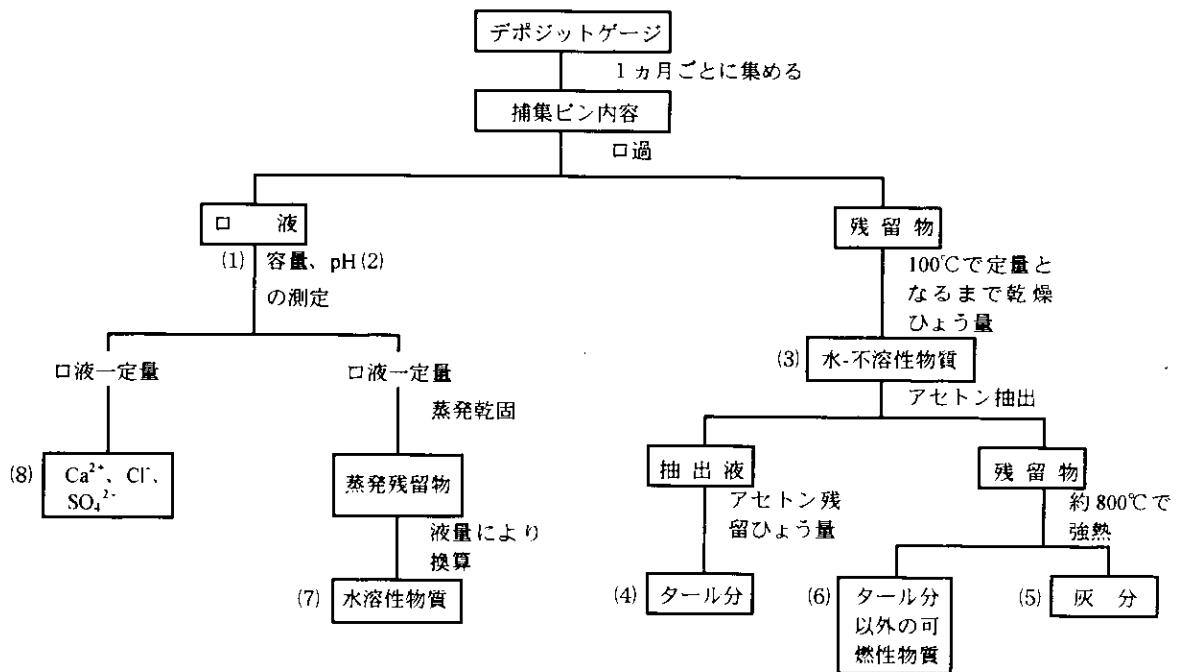 デポジットゲージ
1ヵ月ごとに集める
捕集ビン内容
口過
口　液
(1) 容量、pH(2)
の測定
残留物
100℃で定量と
なるまで乾燥
ひょう量
(3) 水-不溶性物質
アセトン抽出
口液一定量
口液一定量
蒸発乾固
(8) Ca²⁺、Cl⁻、
SO₄²⁻
蒸発残留物
液量により
換算
(7) 水溶性物質
抽出液
アセトン残
留ひょう量
(4) タール分
残留物
約800℃で
強熱
(6) タール分
以外の可
燃性物質
(5) 灰　分